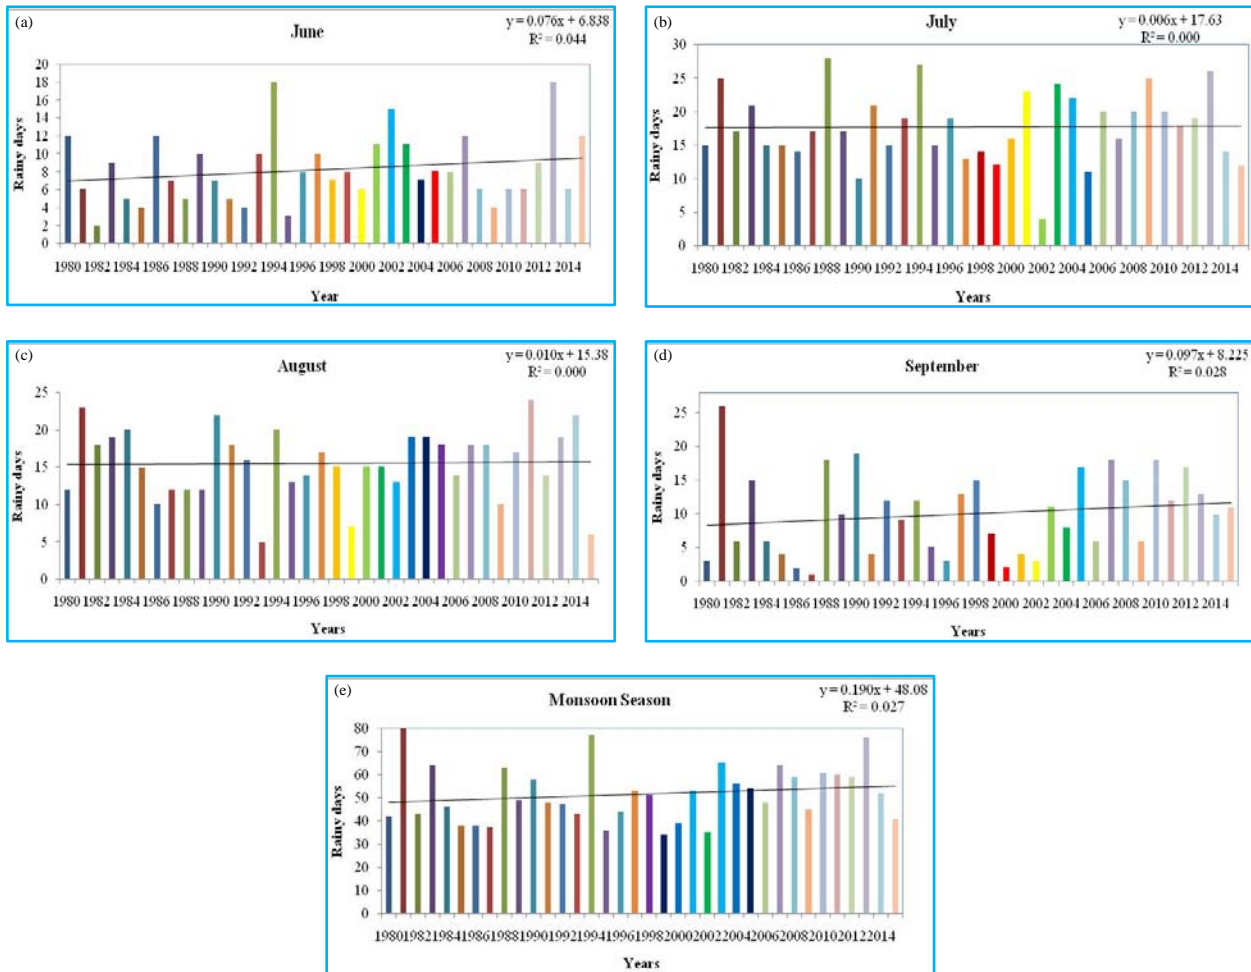 (a)
June
y = 0.076x + 6.838
R² = 0.044
20
18
16
14
12
10
8
6
4
2
0
Rainy days
1980 1982 1984 1986 1988 1990 1992 1994 1996 1998 2000 2002 2004 2006 2008 2010 2012 2014
Year
(b)
July
y = 0.006x + 17.63
R² = 0.000
30
25
20
15
10
5
0
Rainy days
1980 1982 1984 1986 1988 1990 1992 1994 1996 1998 2000 2002 2004 2006 2008 2010 2012 2014
Years
(c)
August
y = 0.010x + 15.38
R² = 0.000
25
20
15
10
5
0
Rainy days
1980 1982 1984 1986 1988 1990 1992 1994 1996 1998 2000 2002 2004 2006 2008 2010 2012 2014
Years
(d)
September
y = 0.097x + 8.225
R² = 0.028
25
20
15
10
5
0
Rainy days
1980 1982 1984 1986 1988 1990 1992 1994 1996 1998 2000 2002 2004 2006 2008 2010 2012 2014
Years
(e)
Monsoon Season
y = 0.190x + 48.08
R² = 0.027
80
70
60
50
40
30
20
10
0
Rainy days
1980 1982 1984 1986 1988 1990 1992 1994 1996 1998 2000 2002 2004 2006 2008 2010 2012 2014
Years